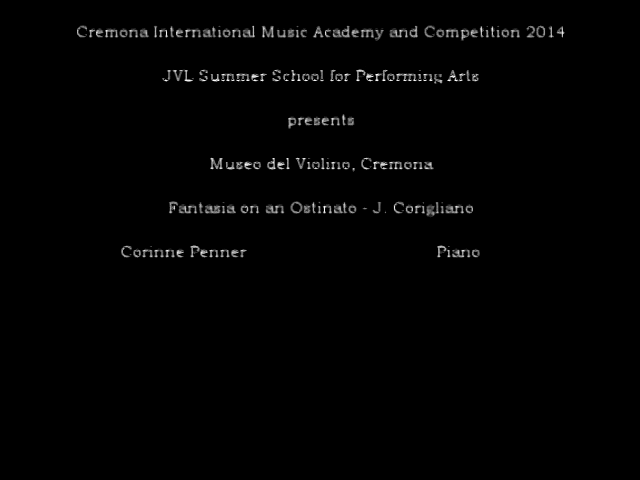 Cremona International Music Academy and Competition 2014
JVL Summer School for Performing Arts
presents
Museo del Violino, Cremona
Fantasia on an Ostinato - J. Corigliano
Corinne Penner Piano